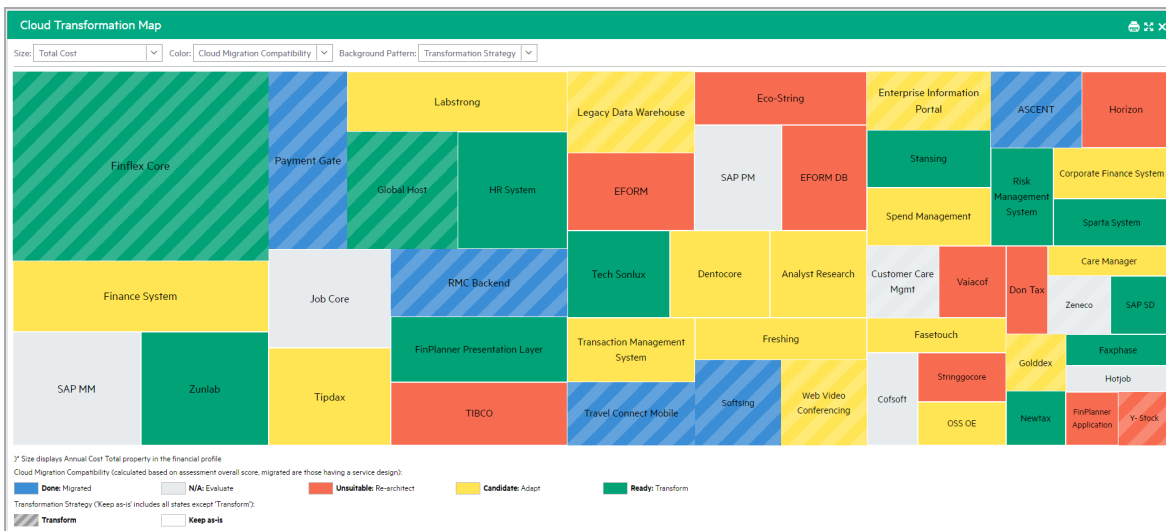 Cloud Transformation Map
Size: Total Cost Color: Cloud Migration Compatibility Background Pattern: Transformation Strategy
Finflex Core
Payment Gate
Labstrong
Global Host
HR System
Legacy Data Warehouse
EFORM
Eco-String
SAP PM
EFORM DB
Enterprise Information
Portal
ASCENT
Horizon
Stansing
Risk
Management
System
Corporate Finance System
Spend Management
Sparta System
Finance System
Job Core
RMC Backend
Tech Sonlux
Dentocore
Analyst Research
Customer Care
Mgmt
Vaiacof
Don Tax
Care Manager
Zeneco
SAP SD
SAP MM
Zunlab
Tipdax
FinPlanner Presentation Layer
TIBCO
Transaction Management
System
Freshing
Fasetouch
Golddex
Faxphase
Hotjob
Travel Connect Mobile
Softsing
Web Video
Conferencing
Cofsoft
Stringgocore
OSS OE
Newtax
FinPlanner
Application
Y- Stock
)* Size displays Annual Cost Total property in the financial profile
Cloud Migration Compatibility (calculated based on assessment overall score, migrated are those having a service design):
Done: Migrated N/A: Evaluate Unsuitable: Re-architect Candidate: Adapt Ready: Transform
Transformation Strategy ('Keep as-is' includes all states except 'Transform'):
Transform Keep as-is